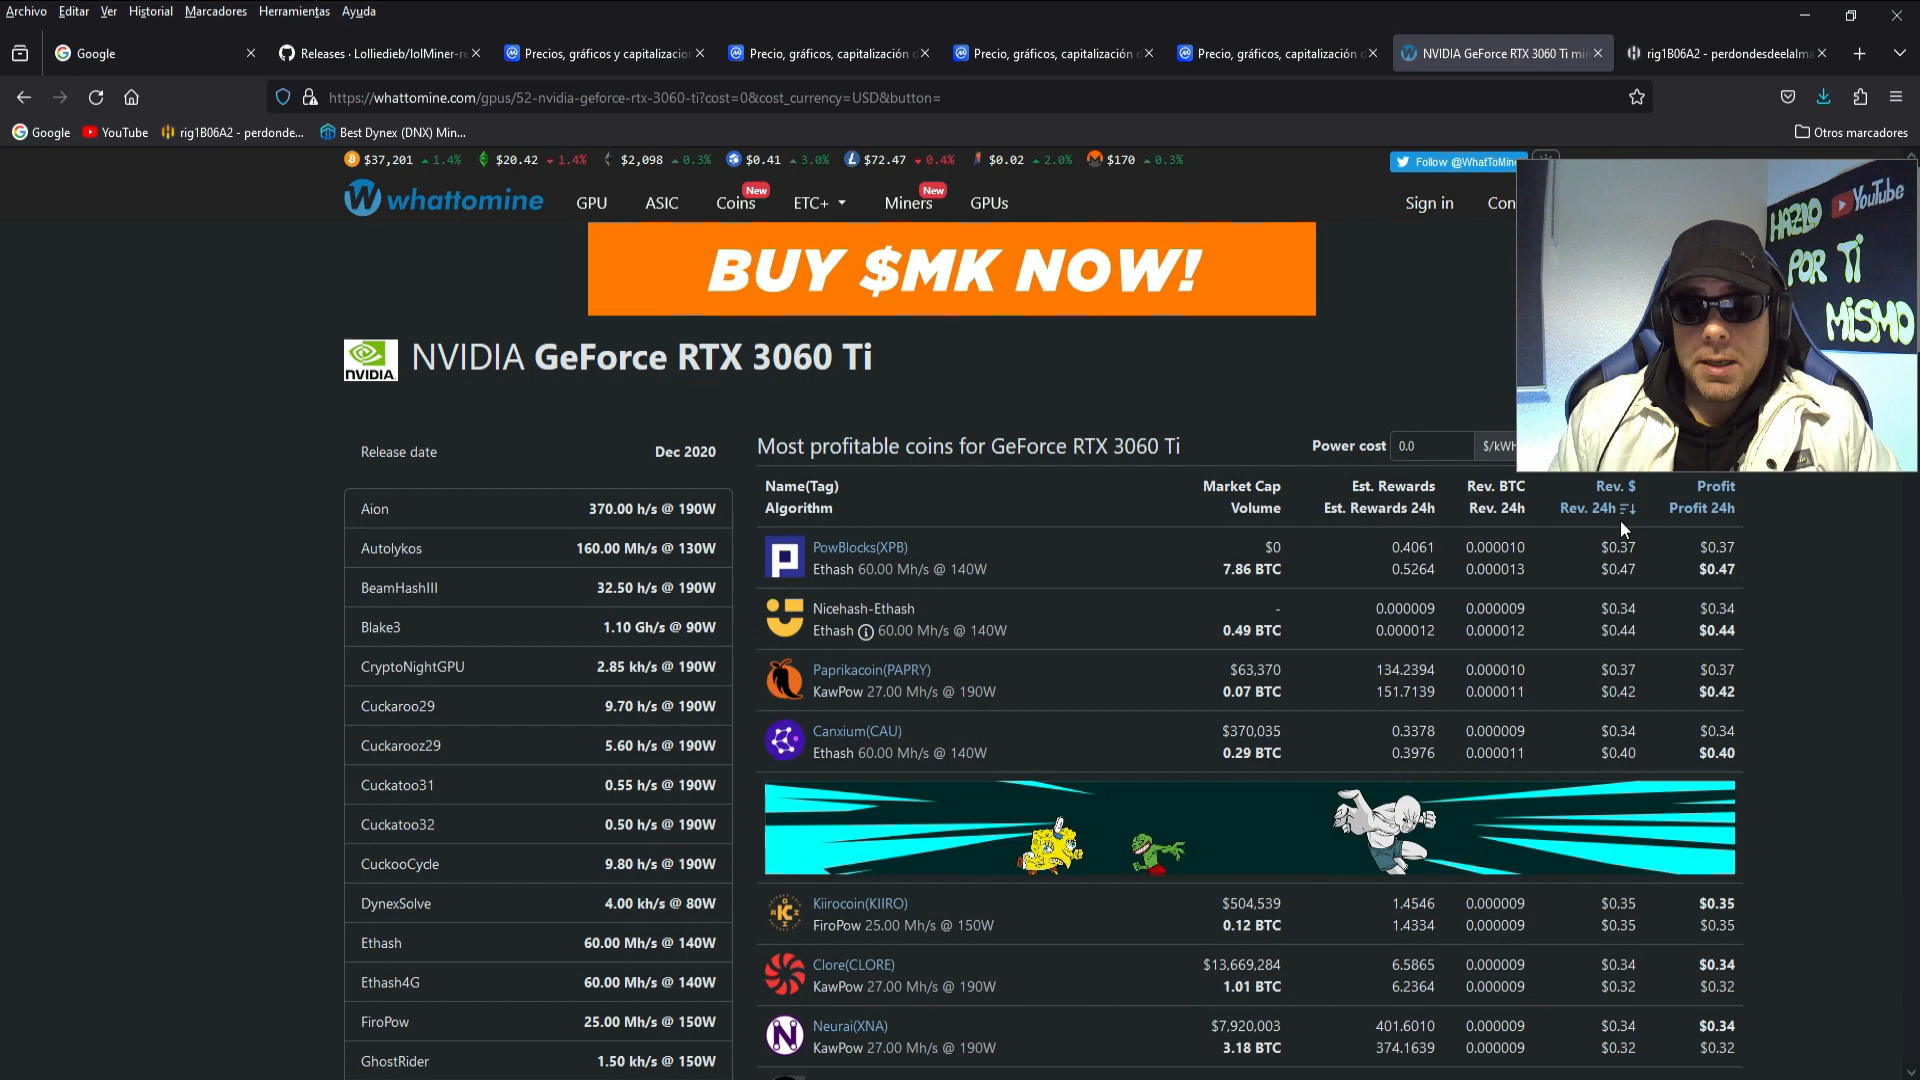 Archivo Editar Ver Historial Marcadores Herramientas Ayuda
Google
Releases · Lolliedieb/lolMiner-re
Precios, gráficos y capitalizacion
Precio, gráficos, capitalización d
Precio, gráficos, capitalización d
Precio, gráficos, capitalización d
NVIDIA GeForce RTX 3060 Ti min
rig1B06A2 - perdondesdeelalma
https://whattomine.com/gpus/52-nvidia-geforce-rtx-3060-ti?cost=0&cost_currency=USD&button=
Google YouTube rig1B06A2 - perdonde... Best Dynex (DNX) Min... Otros marcadores
$37,201 1.4% $20.42 1.4% $2,098 0.3% $0.41 3.0% $72.47 0.4% $0.02 2.0% $170 0.3%
Follow @WhatToMine
whattomine GPU ASIC Coins New ETC+ Miners New GPUs Sign in Con
BUY $MK NOW!
HAZLO
YouTube
POR Ti
MiSMO
NVIDIA
NVIDIA GeForce RTX 3060 Ti
Release date Dec 2020
Aion 370.00 h/s @ 190W
Autolykos 160.00 Mh/s @ 130W
BeamHashIII 32.50 h/s @ 190W
Blake3 1.10 Gh/s @ 90W
CryptoNightGPU 2.85 kh/s @ 190W
Cuckaroo29 9.70 h/s @ 190W
Cuckarooz29 5.60 h/s @ 190W
Cuckatoo31 0.55 h/s @ 190W
Cuckatoo32 0.50 h/s @ 190W
CuckooCycle 9.80 h/s @ 190W
DynexSolve 4.00 kh/s @ 80W
Ethash 60.00 Mh/s @ 140W
Ethash4G 60.00 Mh/s @ 140W
FiroPow 25.00 Mh/s @ 150W
GhostRider 1.50 kh/s @ 150W
Most profitable coins for GeForce RTX 3060 Ti Power cost 0.0 $/kWh
Name(Tag) Market Cap Est. Rewards Rev. BTC Rev. $ Profit
Algorithm Volume Est. Rewards 24h Rev. 24h Rev. 24h Profit 24h
PowBlocks(XPB) $0 0.4061 0.000010 $0.37 $0.37
Ethash 60.00 Mh/s @ 140W 7.86 BTC 0.5264 0.000013 $0.47 $0.47
Nicehash-Ethash - 0.000009 0.000009 $0.34 $0.34
Ethash 60.00 Mh/s @ 140W 0.49 BTC 0.000012 0.000012 $0.44 $0.44
Paprikacoin(PAPRY) $63,370 134.2394 0.000010 $0.37 $0.37
KawPow 27.00 Mh/s @ 190W 0.07 BTC 151.7139 0.000011 $0.42 $0.42
Canxium(CAU) $370,035 0.3378 0.000009 $0.34 $0.34
Ethash 60.00 Mh/s @ 140W 0.29 BTC 0.3976 0.000011 $0.40 $0.40
Kiirocoin(KIIRO) $504,539 1.4546 0.000009 $0.35 $0.35
FiroPow 25.00 Mh/s @ 150W 0.12 BTC 1.4334 0.000009 $0.35 $0.35
Clore(CLORE) $13,669,284 6.5865 0.000009 $0.34 $0.34
KawPow 27.00 Mh/s @ 190W 1.01 BTC 6.2364 0.000009 $0.32 $0.32
Neurai(XNA) $7,920,003 401.6010 0.000009 $0.34 $0.34
KawPow 27.00 Mh/s @ 190W 3.18 BTC 374.1639 0.000009 $0.32 $0.32